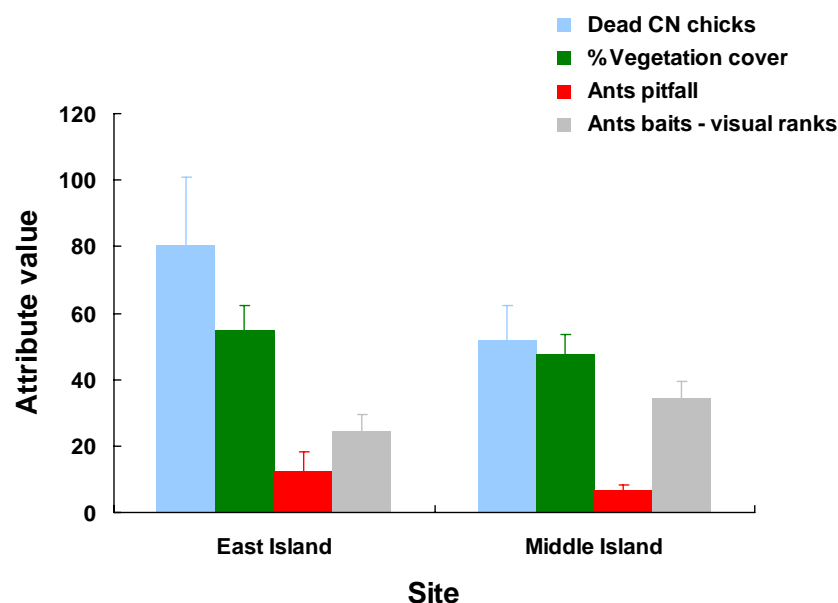 Dead CN chicks
%Vegetation cover
Ants pitfall
Ants baits - visual ranks
120
100
80
60
40
20
0
Attribute value
East Island
Middle Island
Site